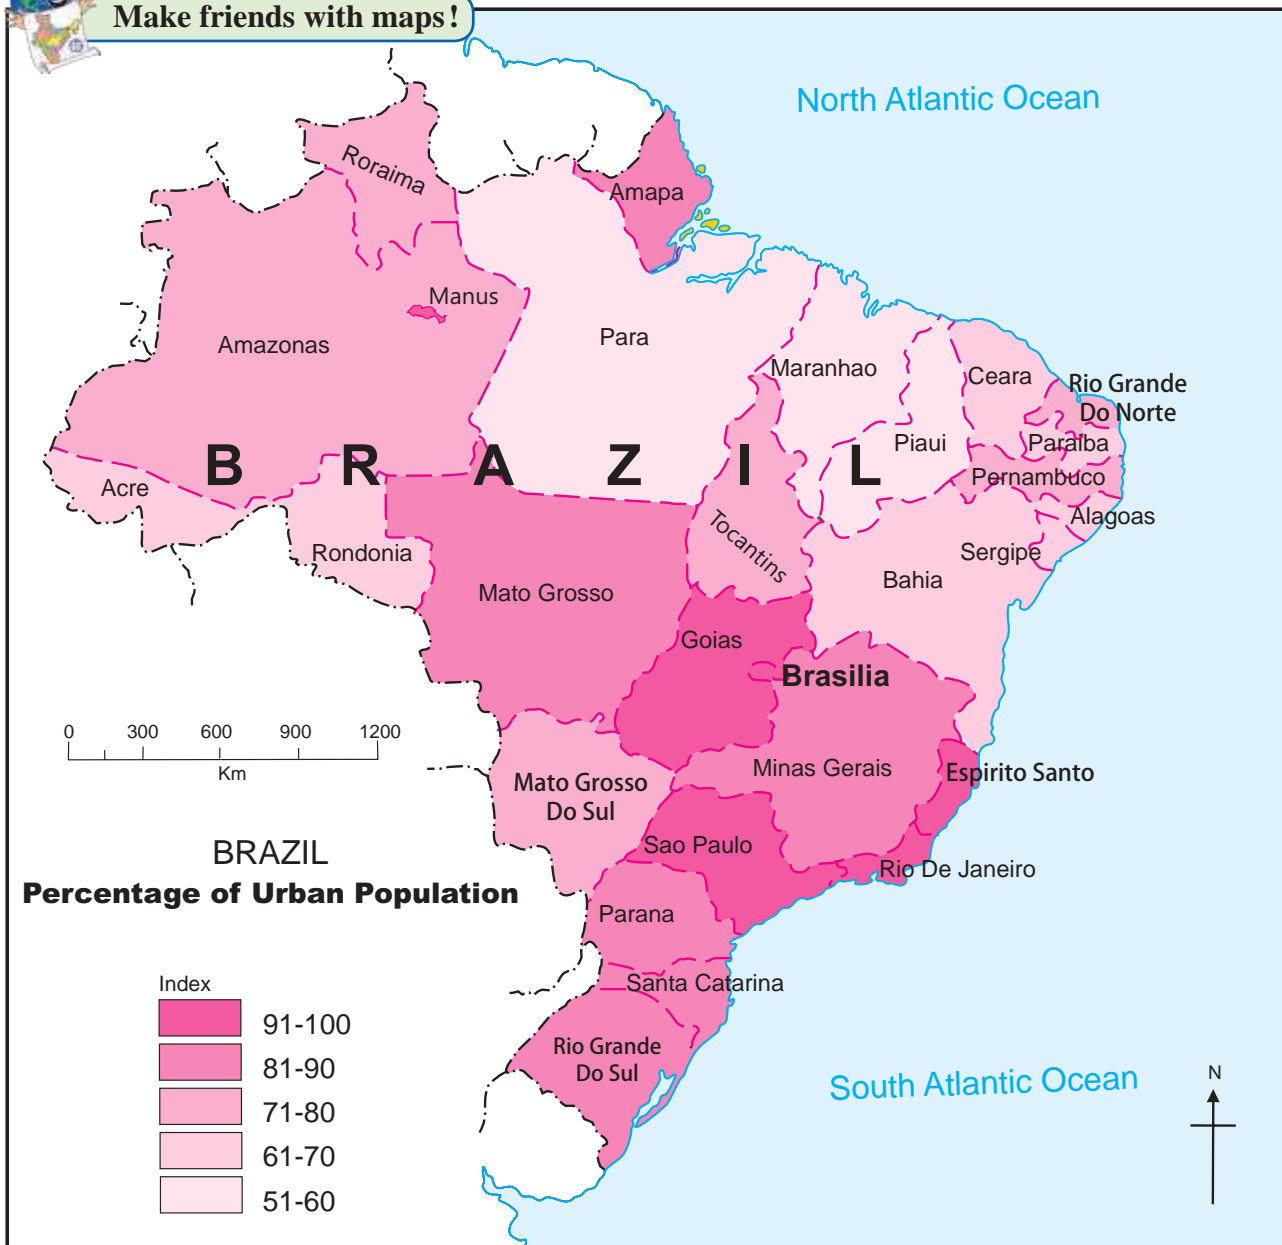 Make friends with maps!
North Atlantic Ocean
Roraima
Amapa
Manus
Amazonas
Para
Maranhao
Ceara
Rio Grande
Do Norte
Piaui
Paraiba
Pernambuco
BRAZIL
Acre
Alagoas
Tocantins
Rondonia
Sergipe
Bahia
Mato Grosso
Goias
Brasilia
0 300 600 900 1200
Km
Minas Gerais
Espirito Santo
Mato Grosso
Do Sul
Sao Paulo
Rio De Janeiro
BRAZIL
Percentage of Urban Population
Parana
Santa Catarina
Index
91-100
81-90
71-80
61-70
51-60
Rio Grande
Do Sul
South Atlantic Ocean
N